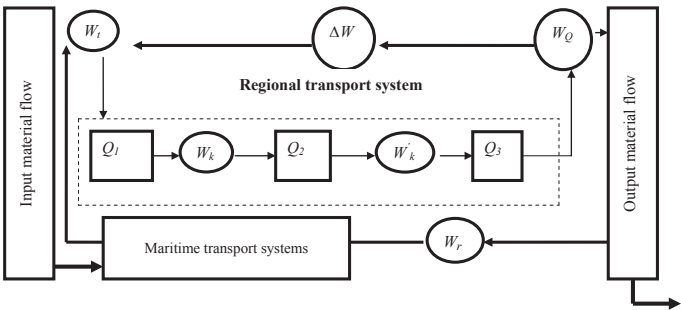 Input material flow
W_t
ΔW
W_Q
Regional transport system
Q_1
W_k
Q_2
W'_k
Q_3
Maritime transport systems
W_r
Output material flow